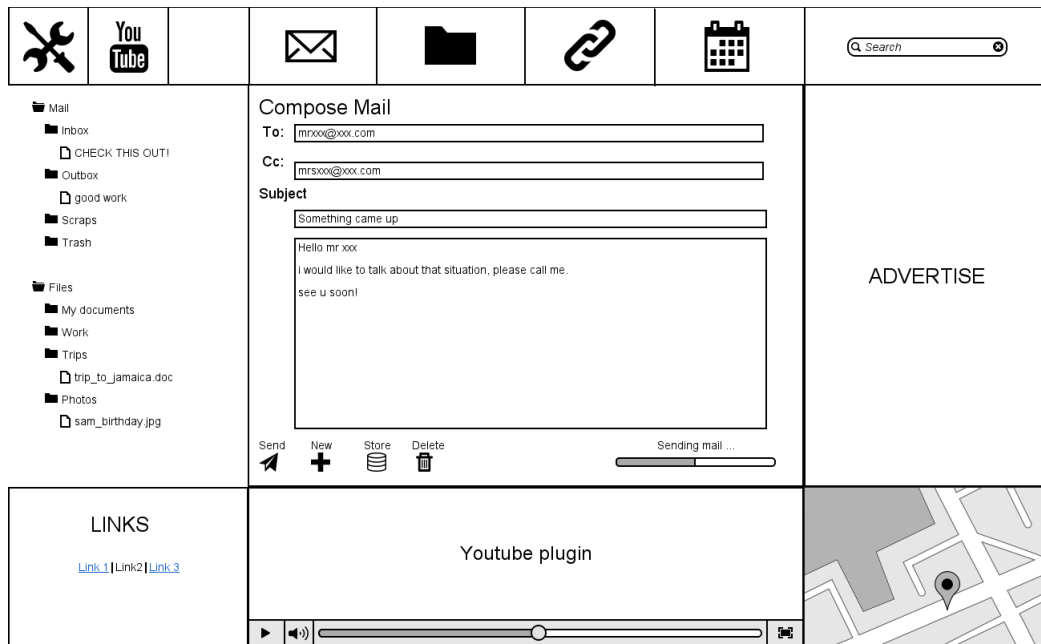 You
Tube
Search
Mail
Inbox
CHECK THIS OUT!
Outbox
good work
Scraps
Trash
Files
My documents
Work
Trips
trip_to_jamaica.doc
Photos
sam_birthday.jpg
Compose Mail
To: mrxxx@xxx.com
Cc: mrsxxx@xxx.com
Subject
Something came up
Hello mr xxx
i would like to talk about that situation, please call me.
see u soon!
Send New Store Delete
Sending mail ...
ADVERTISE
LINKS
Link 1|Link2|Link 3
Youtube plugin